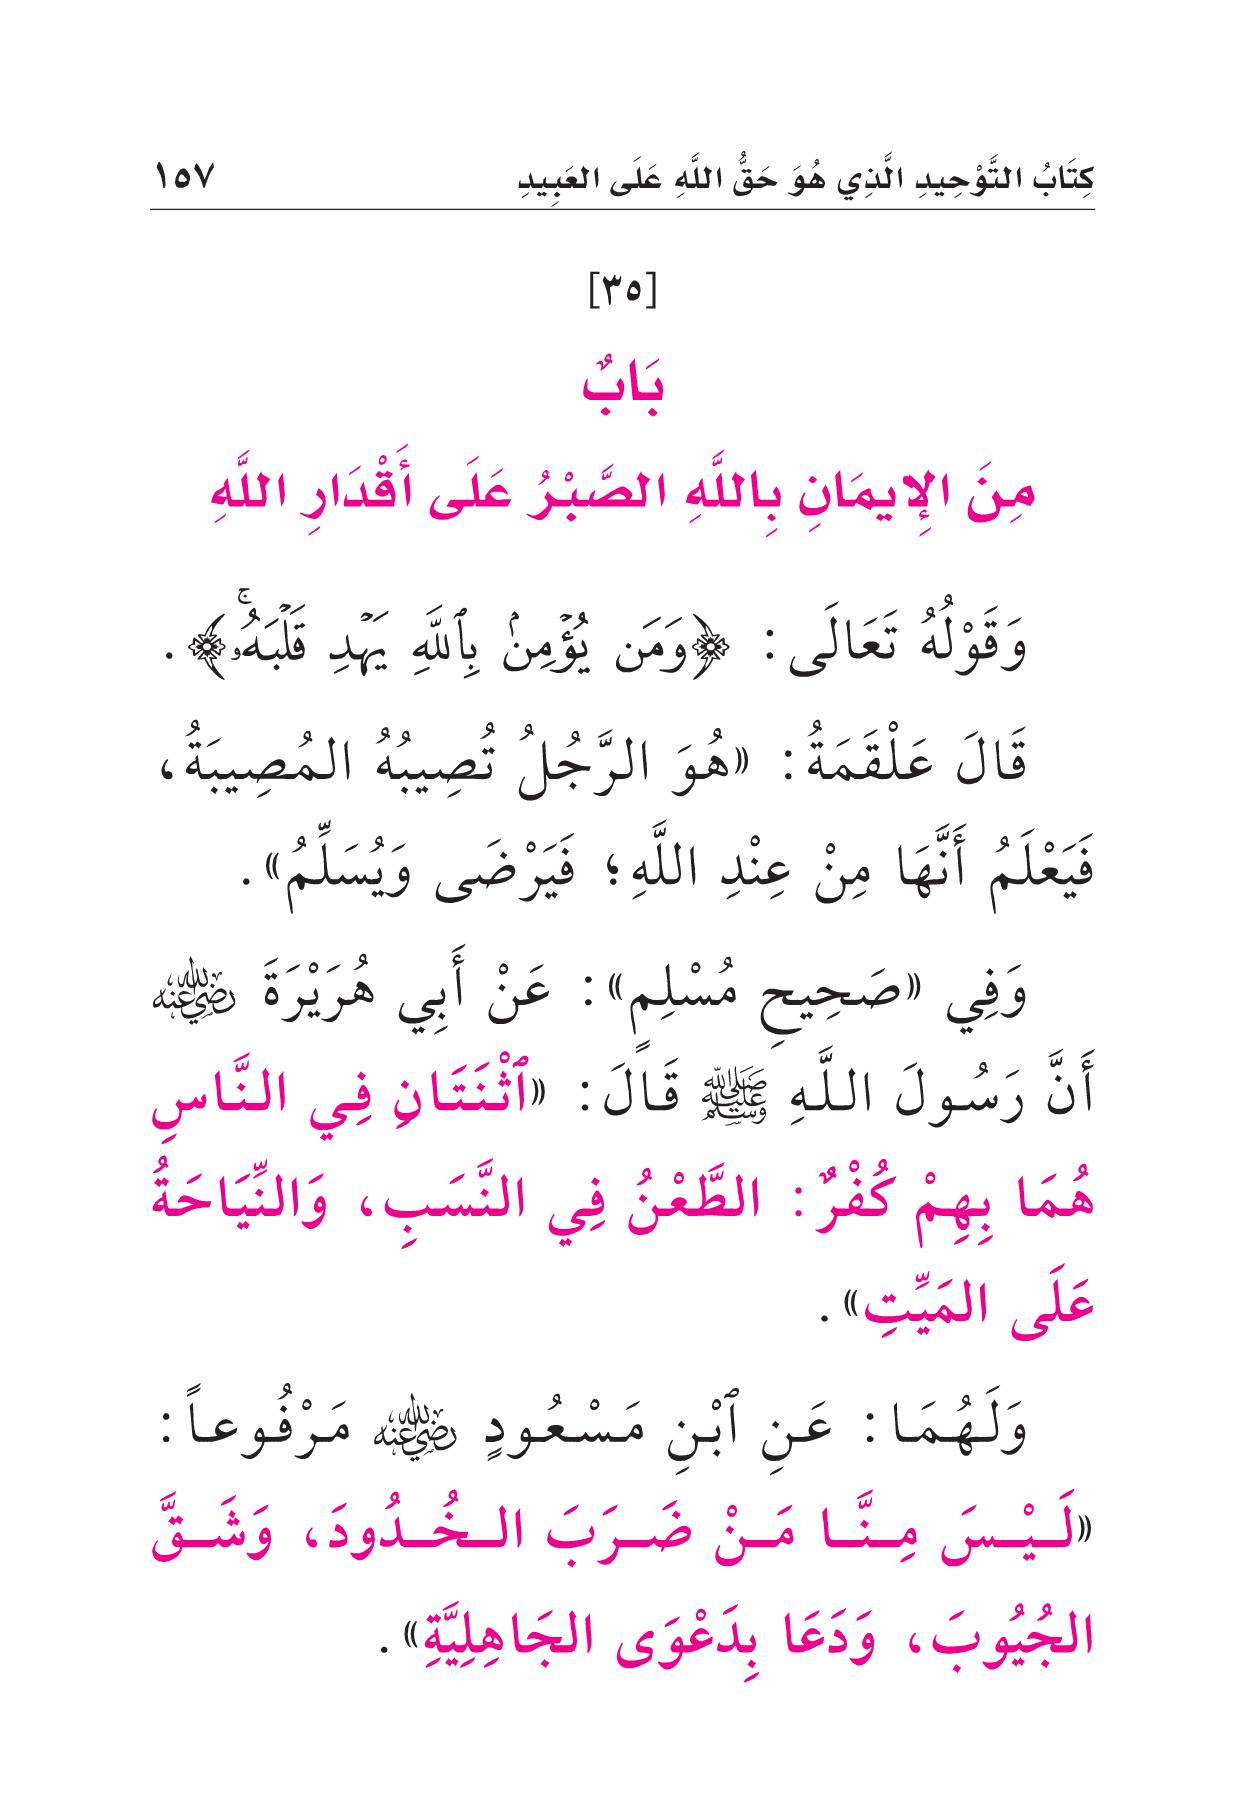 كِتَابُ التَّوْحِيدِ الَّذِي هُوَ حَقُّ اللَّهِ عَلَى العَبِيدِ ١٥٧
[٣٥]
بَابٌ
مِنَ الإِيمَانِ بِاللَّهِ الصَّبْرُ عَلَى أَقْدَارِ اللَّهِ
وَقَوْلُهُ تَعَالَى: ﴿وَمَن يُؤۡمِنۢ بِٱللَّهِ يَهۡدِ قَلۡبَهُۥۚ﴾.
قَالَ عَلْقَمَةُ: «هُوَ الرَّجُلُ تُصِيبُهُ المُصِيبَةُ،
فَيَعْلَمُ أَنَّهَا مِنْ عِنْدِ اللَّهِ؛ فَيَرْضَى وَيُسَلِّمُ».
وَفِي «صَحِيحِ مُسْلِمٍ»: عَنْ أَبِي هُرَيْرَةَ رضي الله عنه
أَنَّ رَسُولَ اللَّهِ ﷺ قَالَ: «ٱثْنَتَانِ فِي النَّاسِ
هُمَا بِهِمْ كُفْرٌ: الطَّعْنُ فِي النَّسَبِ، وَالنِّيَاحَةُ
عَلَى المَيِّتِ».
وَلَهُمَا: عَنِ ٱبْنِ مَسْعُودٍ رضي الله عنه مَرْفُوعاً:
«لَيْسَ مِنَّا مَنْ ضَرَبَ الخُدُودَ، وَشَقَّ
الجُيُوبَ، وَدَعَا بِدَعْوَى الجَاهِلِيَّةِ».